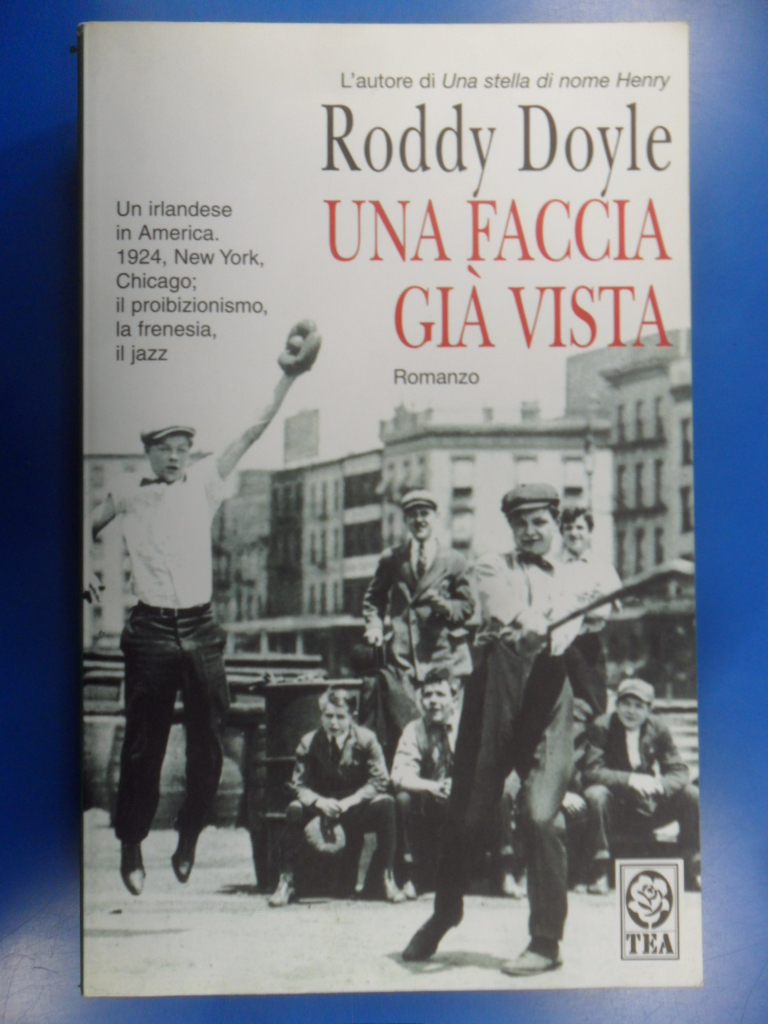 L'autore di Una stella di nome Henry
Roddy Doyle
UNA FACCIA
GIÀ VISTA
Romanzo
Un irlandese
in America.
1924, New York,
Chicago;
il proibizionismo,
la frenesia,
il jazz
TEA